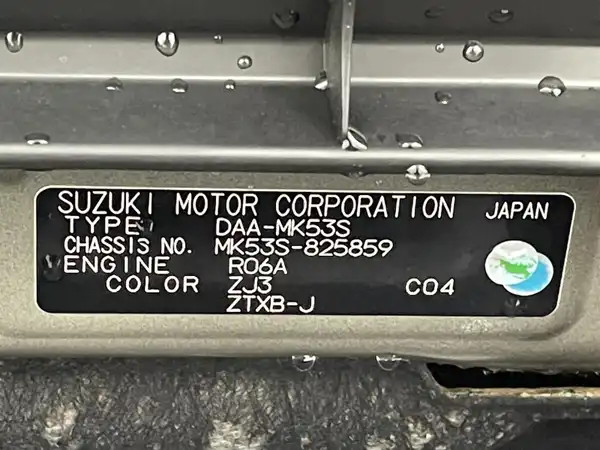 SUZUKI MOTOR CORPORATION JAPAN
TYPE DAA-MK53S
CHASSIS NO. MK53S-825859
ENGINE R06A
COLOR ZJ3 C04
ZTXB-J